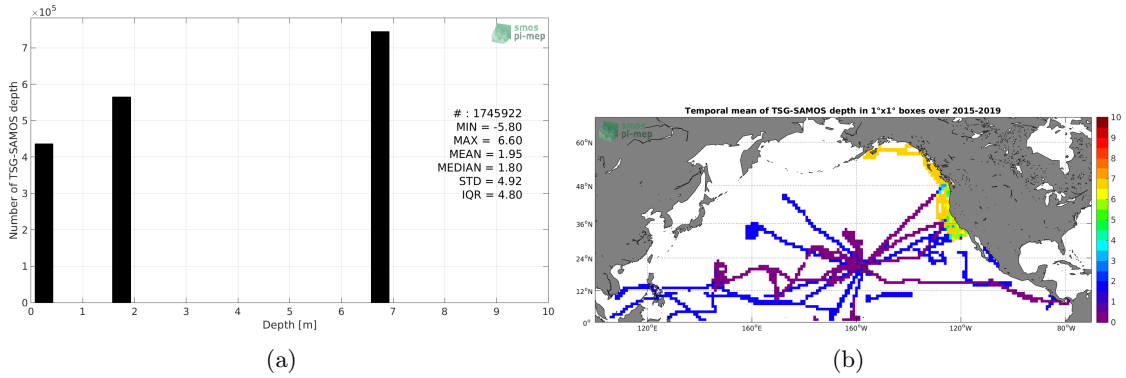 ×10⁵
7
6
5
4
3
2
1
0
Number of TSG-SAMOS depth
smos
pi-mep
# : 1745922
MIN = -5.80
MAX = 6.60
MEAN = 1.95
MEDIAN = 1.80
STD = 4.92
IQR = 4.80
0 1 2 3 4 5 6 7 8 9 10
Depth [m]
(a)
Temporal mean of TSG-SAMOS depth in 1°x1° boxes over 2015-2019
smos
pi-mep
60°N
48°N
36°N
24°N
12°N
0°
120°E 160°E 160°W 120°W 80°W
10
9
8
7
6
5
4
3
2
1
0
(b)